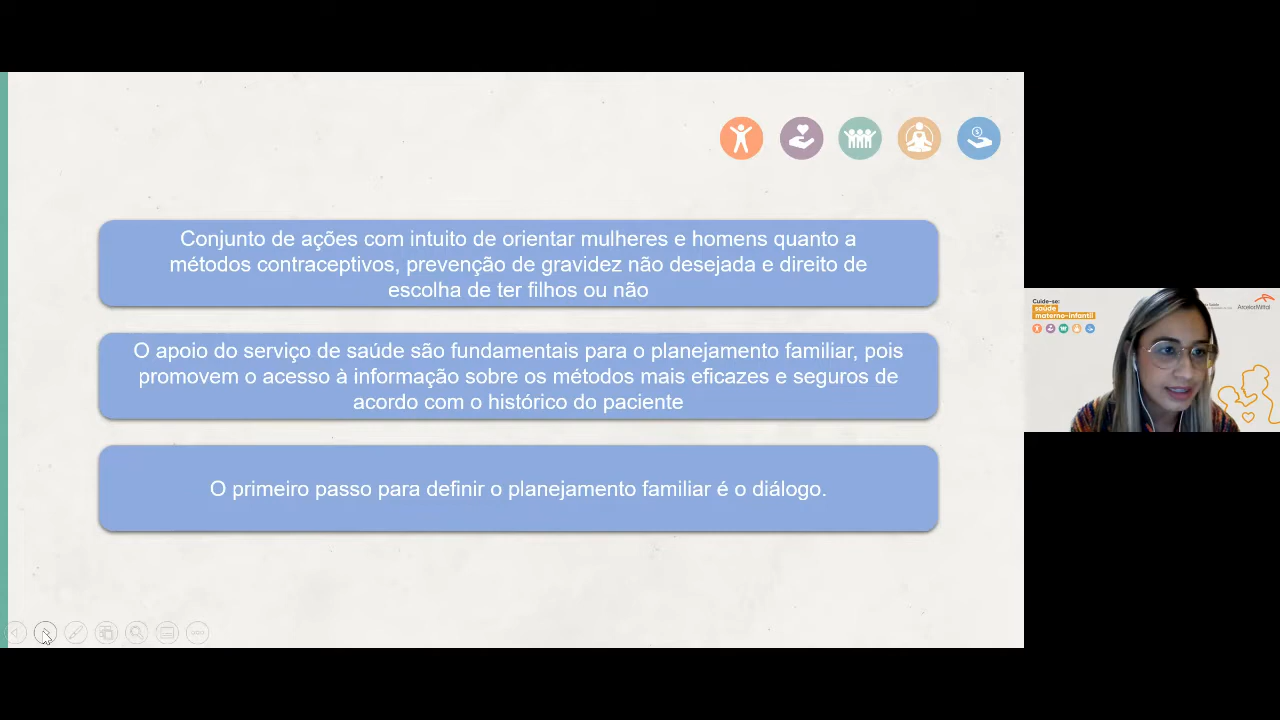 Conjunto de ações com intuito de orientar mulheres e homens quanto a
métodos contraceptivos, prevenção de gravidez não desejada e direito de
escolha de ter filhos ou não
O apoio do serviço de saúde são fundamentais para o planejamento familiar, pois
promovem o acesso à informação sobre os métodos mais eficazes e seguros de
acordo com o histórico do paciente
O primeiro passo para definir o planejamento familiar é o diálogo.
Cuide-se:
saúde
materno-infantil
ArcelorMittal